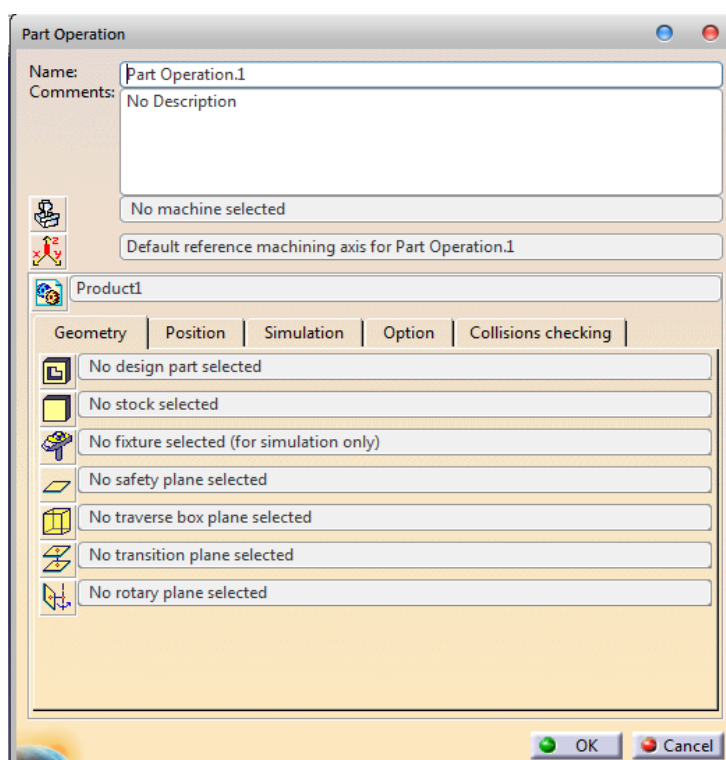 Part Operation
Name: Part Operation.1
Comments: No Description
No machine selected
Default reference machining axis for Part Operation.1
Product1
Geometry Position Simulation Option Collisions checking
No design part selected
No stock selected
No fixture selected (for simulation only)
No safety plane selected
No traverse box plane selected
No transition plane selected
No rotary plane selected
OK Cancel